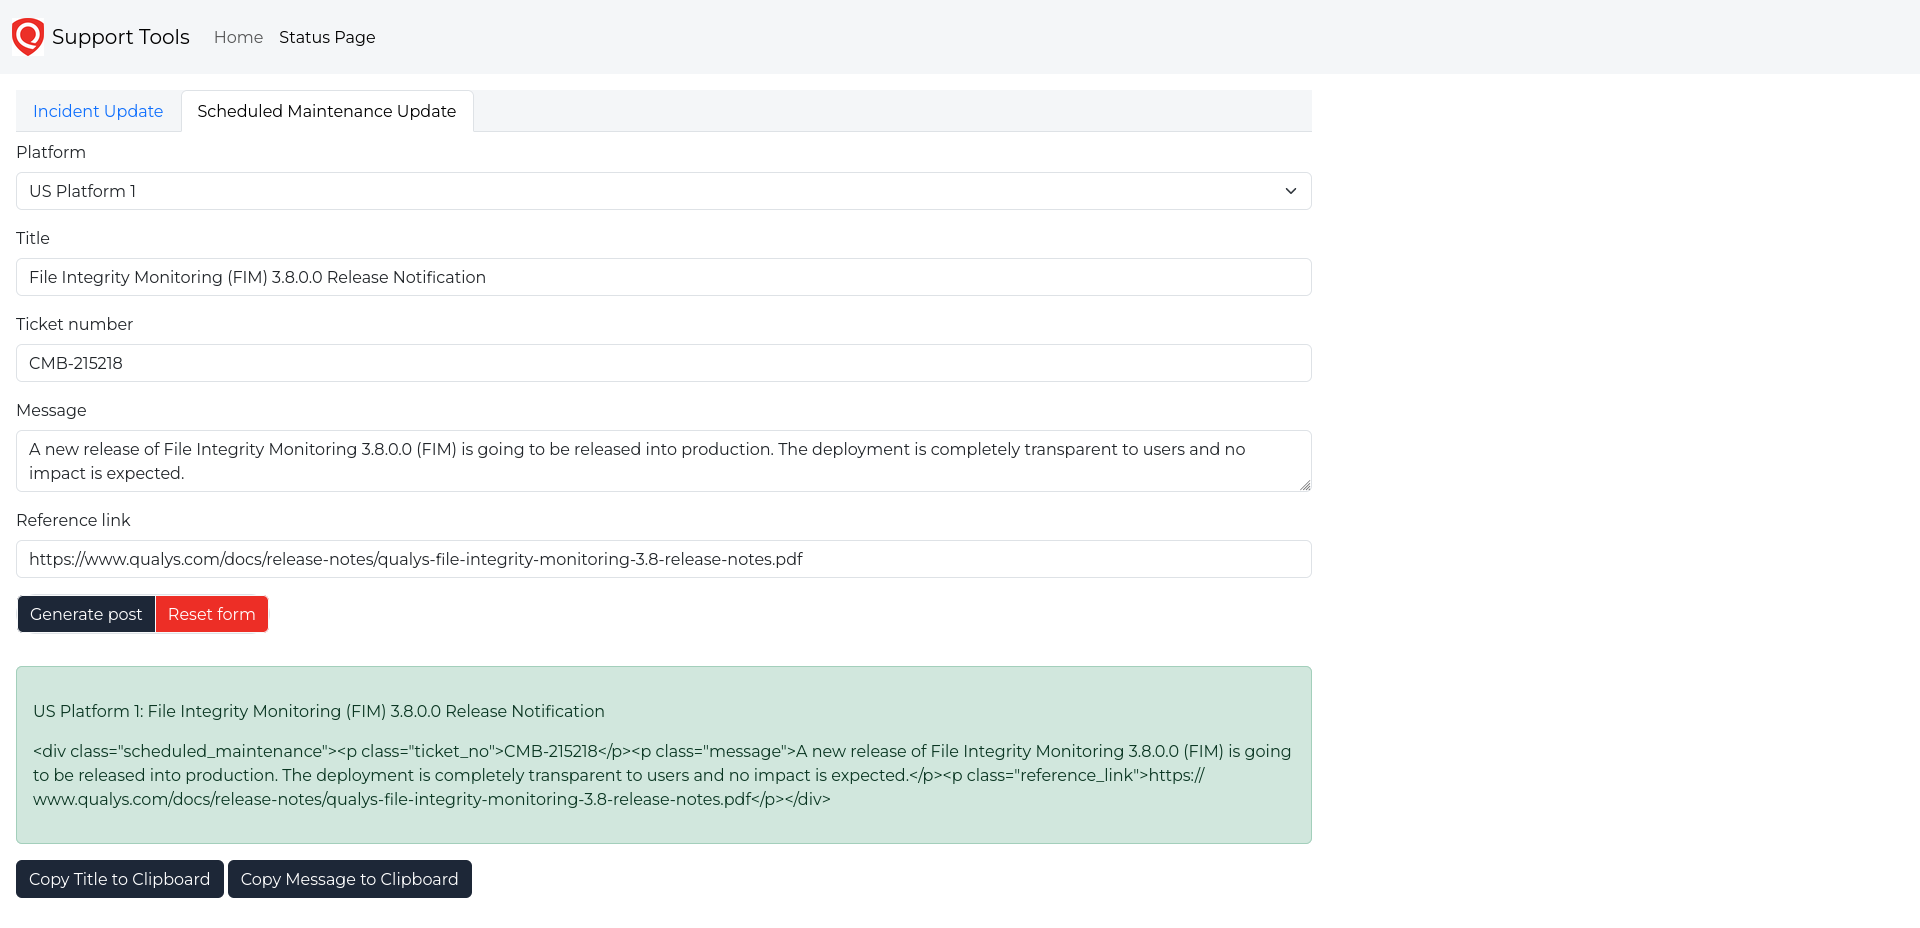 Support Tools
Home
Status Page
Incident Update
Scheduled Maintenance Update
Platform
US Platform 1
Title
File Integrity Monitoring (FIM) 3.8.0.0 Release Notification
Ticket number
CMB-215218
Message
A new release of File Integrity Monitoring 3.8.0.0 (FIM) is going to be released into production. The deployment is completely transparent to users and no
impact is expected.
Reference link
https://www.qualys.com/docs/release-notes/qualys-file-integrity-monitoring-3.8-release-notes.pdf
Generate post
Reset form
US Platform 1: File Integrity Monitoring (FIM) 3.8.0.0 Release Notification
<div class="scheduled_maintenance"><p class="ticket_no">CMB-215218</p><p class="message">A new release of File Integrity Monitoring 3.8.0.0 (FIM) is going
to be released into production. The deployment is completely transparent to users and no impact is expected.</p><p class="reference_link">https://
www.qualys.com/docs/release-notes/qualys-file-integrity-monitoring-3.8-release-notes.pdf</p></div>
Copy Title to Clipboard
Copy Message to Clipboard